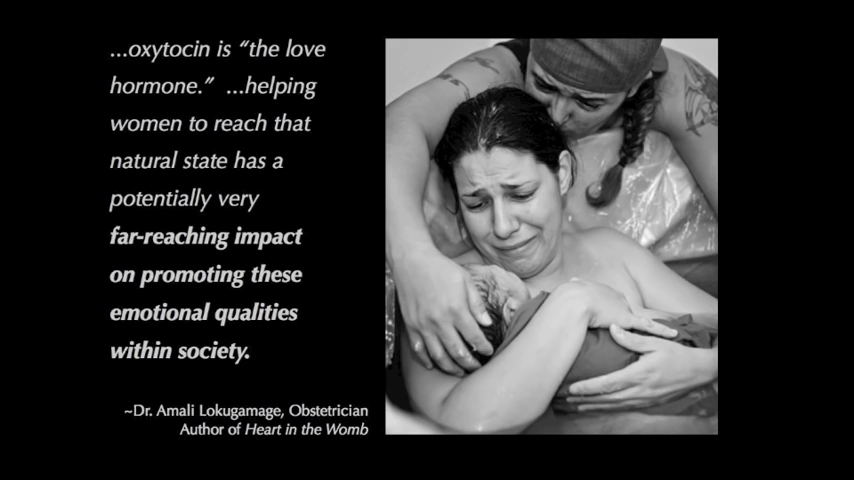 ...oxytocin is “the love
hormone.” ...helping
women to reach that
natural state has a
potentially very
far-reaching impact
on promoting these
emotional qualities
within society.
~Dr. Amali Lokugamage, Obstetrician
Author of Heart in the Womb